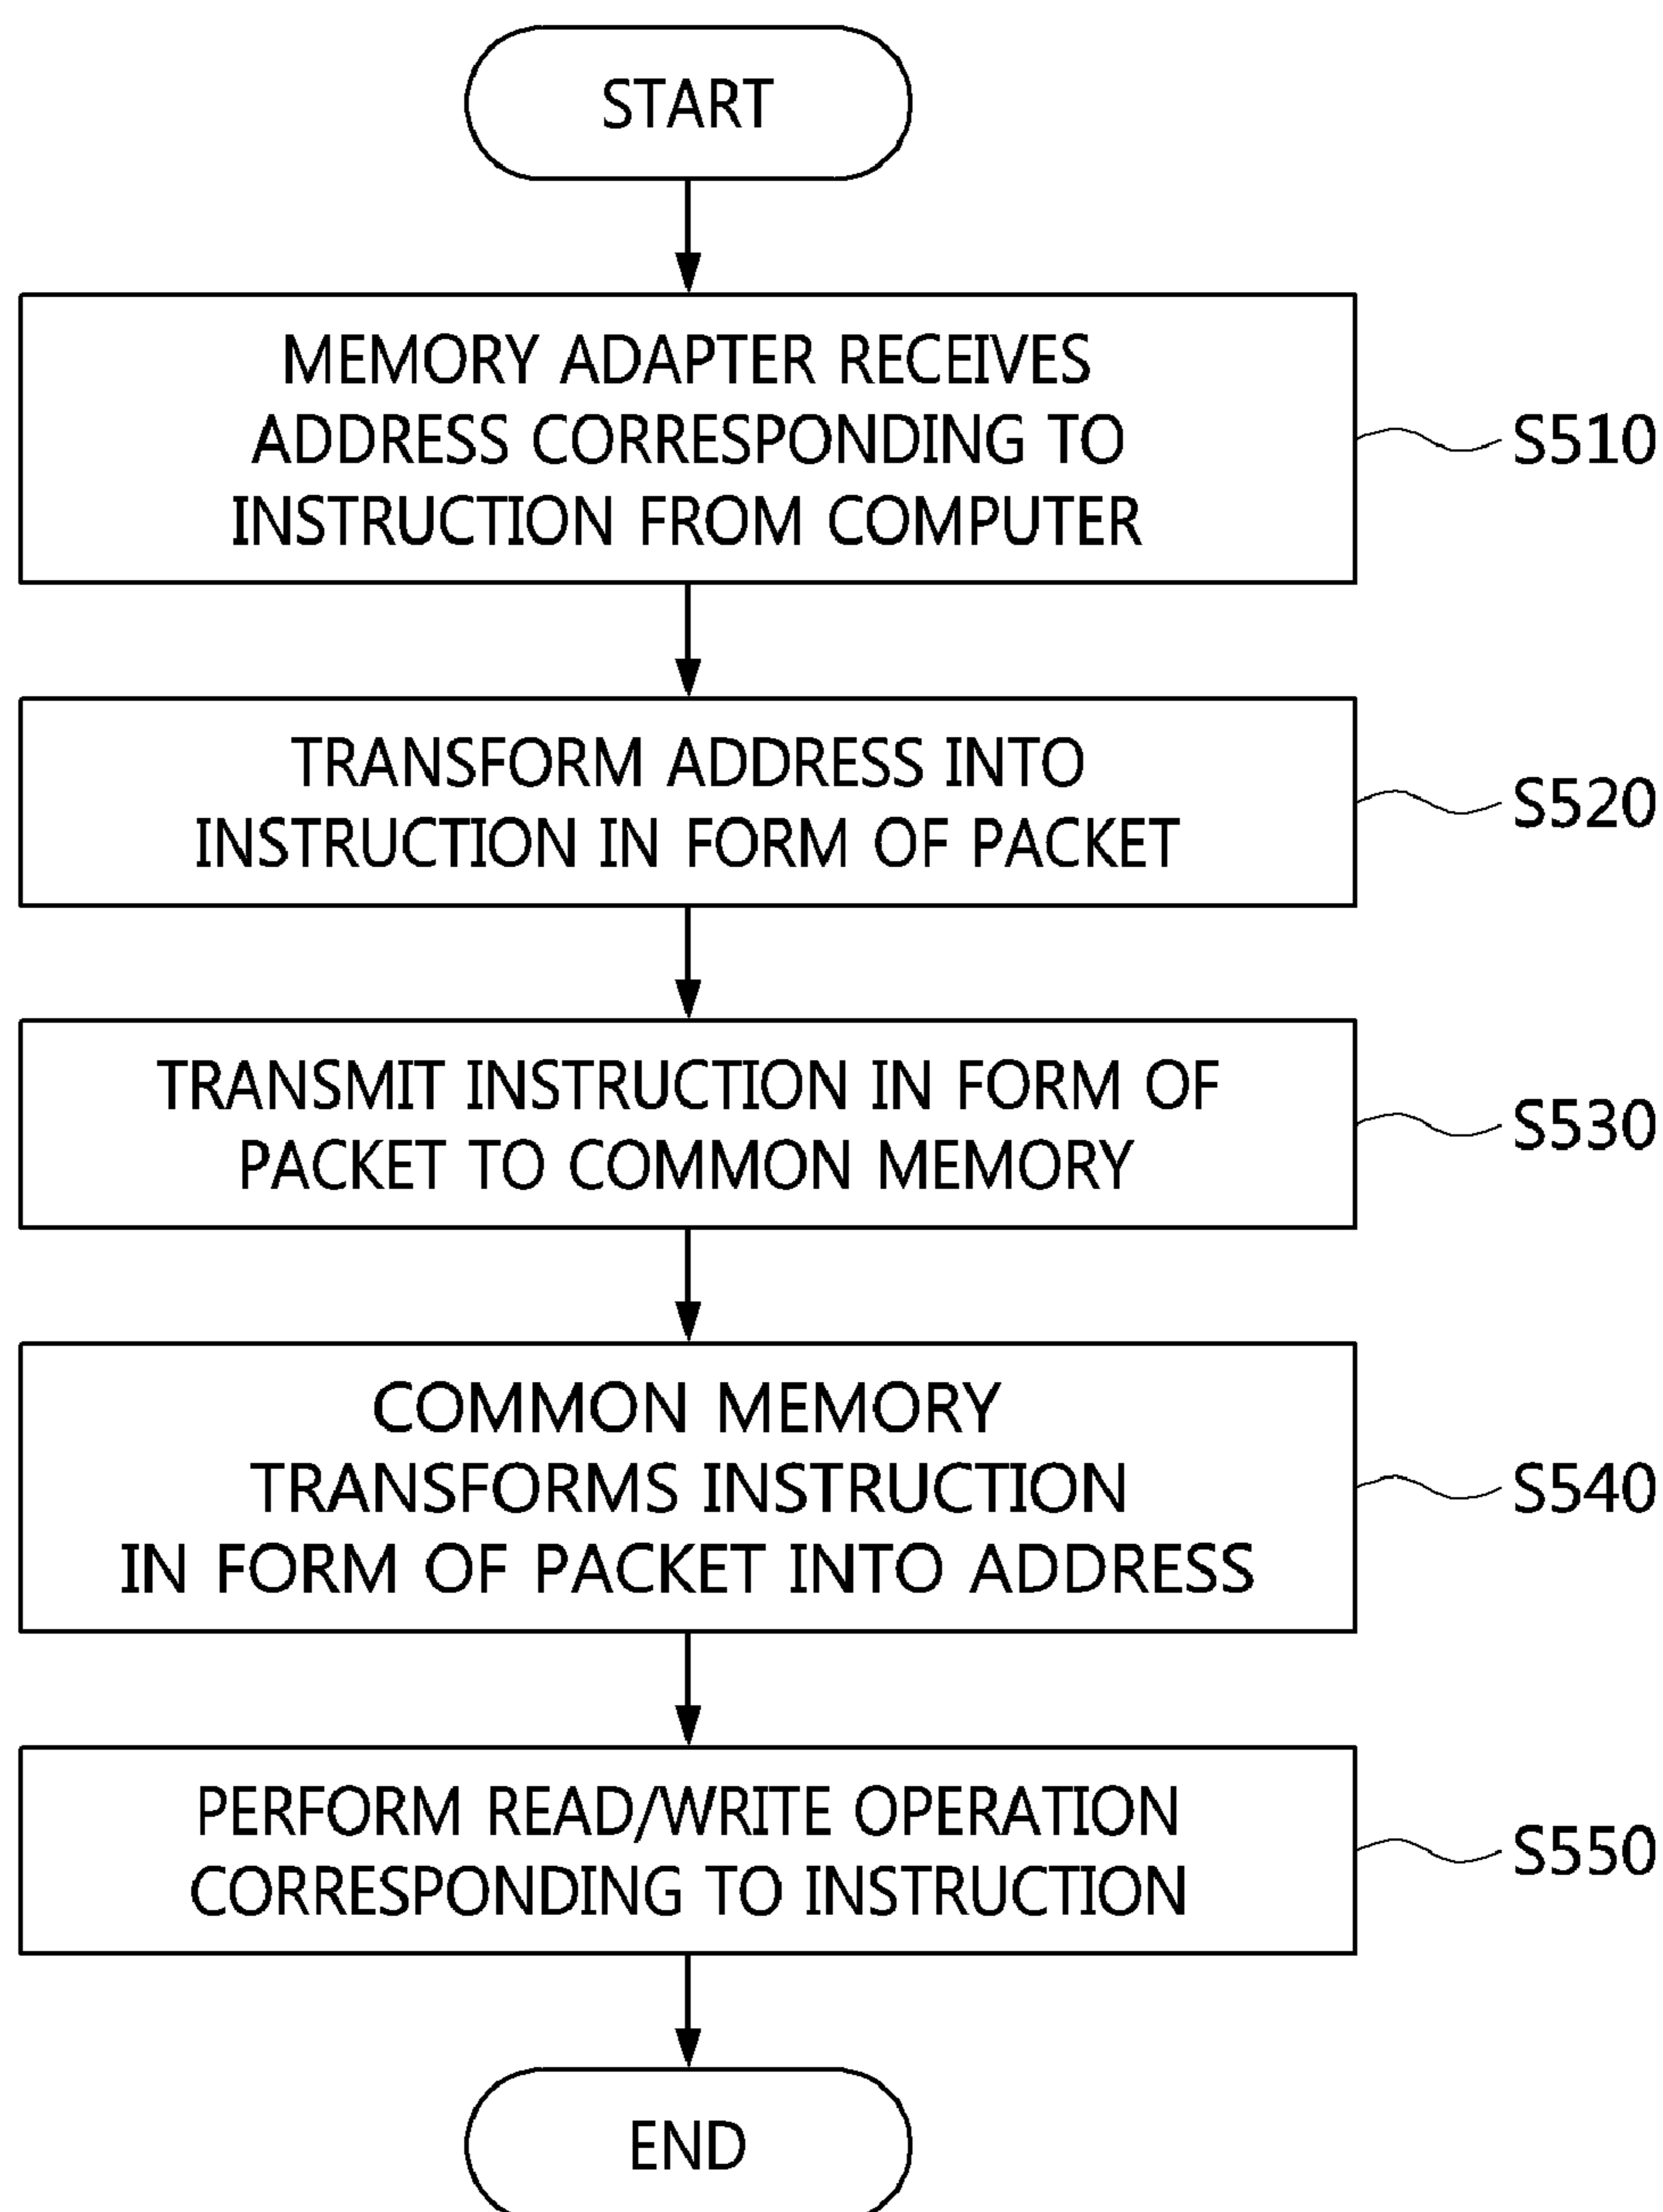 START
MEMORY ADAPTER RECEIVES
ADDRESS CORRESPONDING TO
INSTRUCTION FROM COMPUTER
S510
TRANSFORM ADDRESS INTO
INSTRUCTION IN FORM OF PACKET
S520
TRANSMIT INSTRUCTION IN FORM OF
PACKET TO COMMON MEMORY
S530
COMMON MEMORY
TRANSFORMS INSTRUCTION
IN FORM OF PACKET INTO ADDRESS
S540
PERFORM READ/WRITE OPERATION
CORRESPONDING TO INSTRUCTION
S550
END